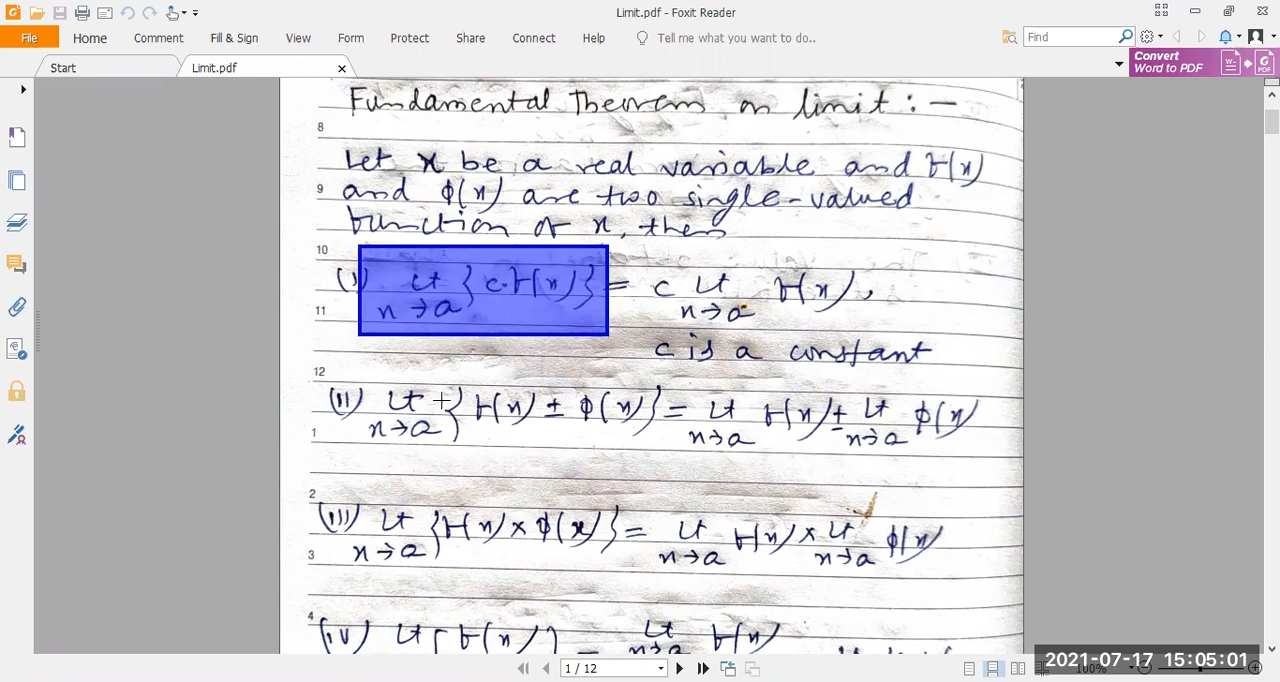 Limit.pdf - Foxit Reader
File Home Comment Fill & Sign View Form Protect Share Connect Help Tell me what you want to do.. Find
Start Limit.pdf Convert Word to PDF
Fundamental Theorem on limit : —
8
Let x be a real variable and f(x)
9
and φ(x) are two single-valued
function of x, then
10
(i) Lt { c.f(x) } = c Lt f(x),
x→a x→a
11
c is a constant
12
(ii) Lt { f(x) ± φ(x) } = Lt f(x) ± Lt φ(x)
x→a x→a x→a
1
2
(iii) Lt { f(x) × φ(x) } = Lt f(x) × Lt φ(x)
x→a x→a x→a
3
4
(iv) Lt [ f(x) ] = Lt f(x)
x→a
1 / 12
100%
2021-07-17 15:05:01